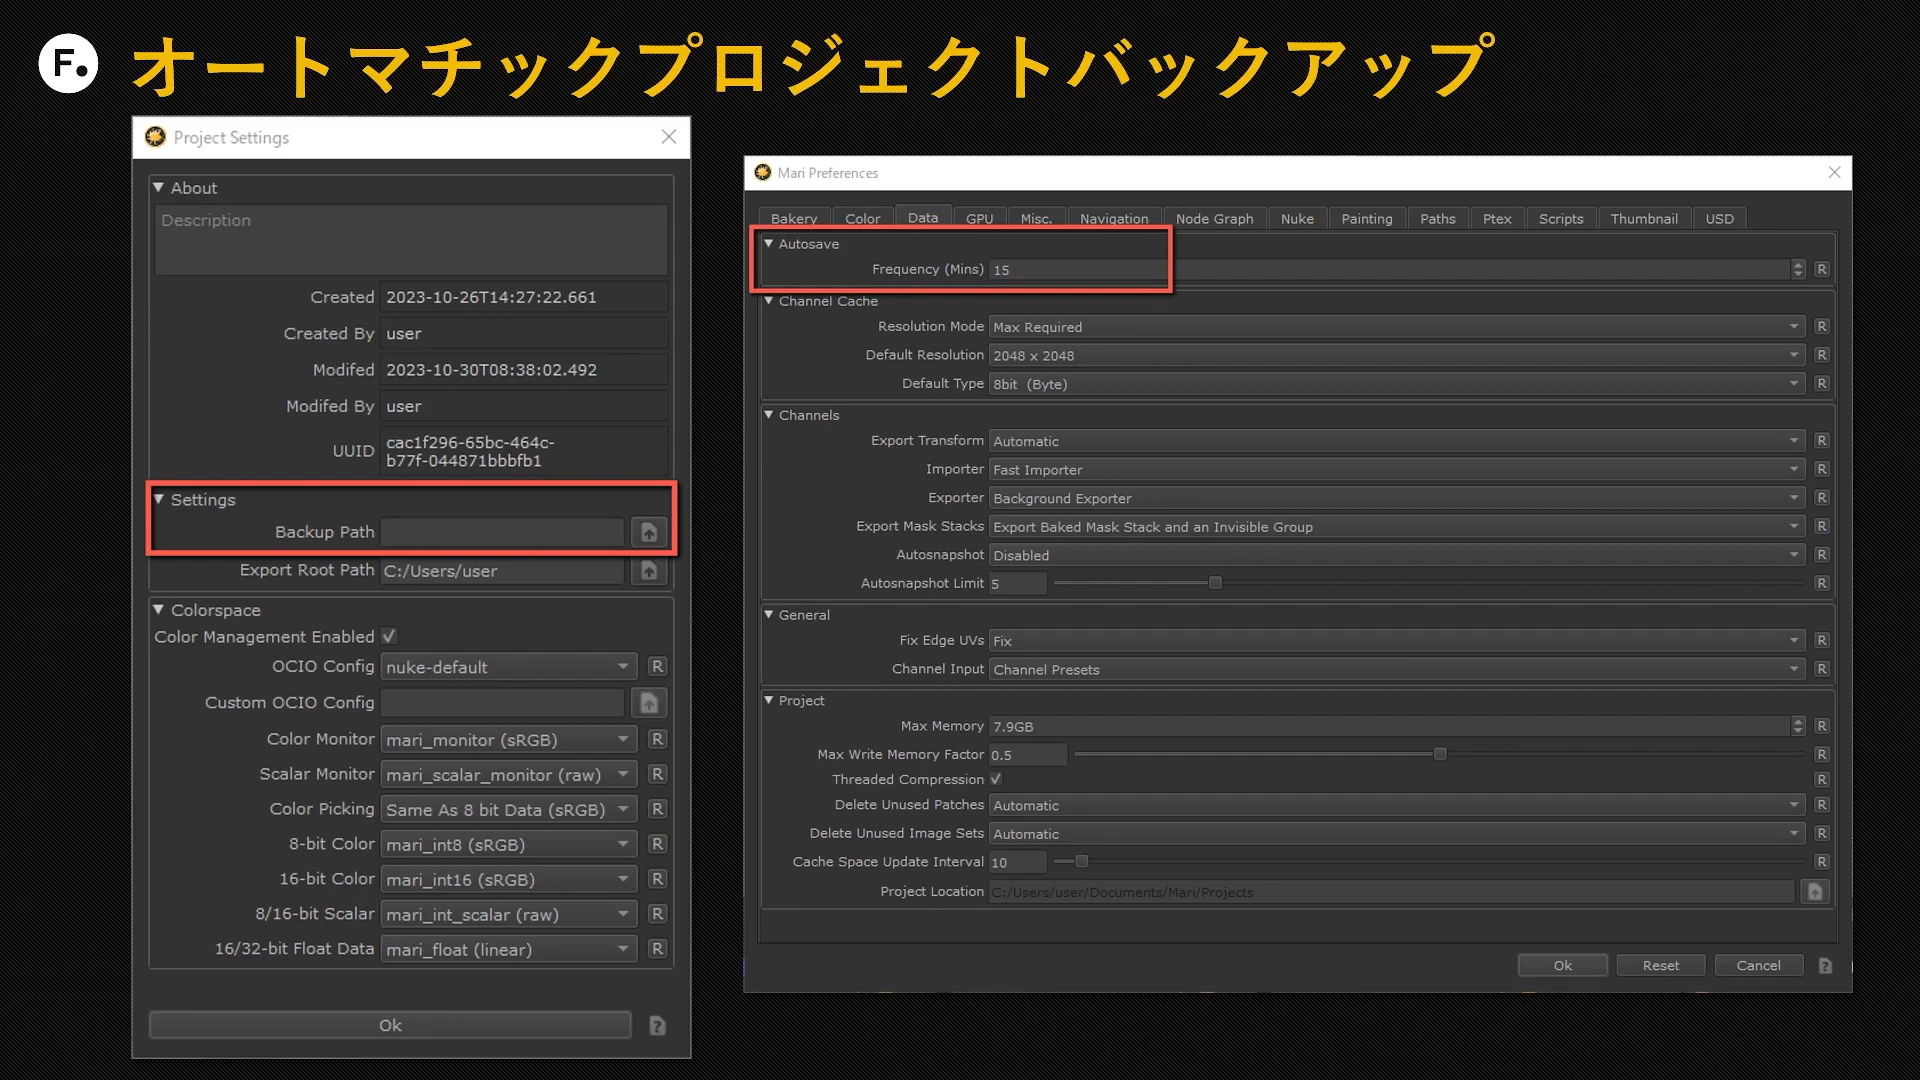 F.
オートマチックプロジェクトバックアップ
Project Settings
About
Description
Created 2023-10-26T14:27:22.661
Created By user
Modifed 2023-10-30T08:38:02.492
Modifed By user
UUID cac1f296-65bc-464c-
b77f-044871bbbfb1
Settings
Backup Path
Export Root Path C:/Users/user
Colorspace
Color Management Enabled
OCIO Config nuke-default R
Custom OCIO Config
Color Monitor mari_monitor (sRGB) R
Scalar Monitor mari_scalar_monitor (raw) R
Color Picking Same As 8 bit Data (sRGB) R
8-bit Color mari_int8 (sRGB) R
16-bit Color mari_int16 (sRGB) R
8/16-bit Scalar mari_int_scalar (raw) R
16/32-bit Float Data mari_float (linear) R
Ok ?
Mari Preferences
Bakery Color Data GPU Misc. Navigation Node Graph Nuke Painting Paths Ptex Scripts Thumbnail USD
Autosave
Frequency (Mins) 15 R
Channel Cache
Resolution Mode Max Required R
Default Resolution 2048 x 2048 R
Default Type 8bit (Byte) R
Channels
Export Transform Automatic R
Importer Fast Importer R
Exporter Background Exporter R
Export Mask Stacks Export Baked Mask Stack and an Invisible Group R
Autosnapshot Disabled R
Autosnapshot Limit 5 R
General
Fix Edge UVs Fix R
Channel Input Channel Presets R
Project
Max Memory 7.9GB R
Max Write Memory Factor 0.5 R
Threaded Compression R
Delete Unused Patches Automatic R
Delete Unused Image Sets Automatic R
Cache Space Update Interval 10 R
Project Location C:/Users/user/Documents/Mari/Projects
Ok Reset Cancel ?